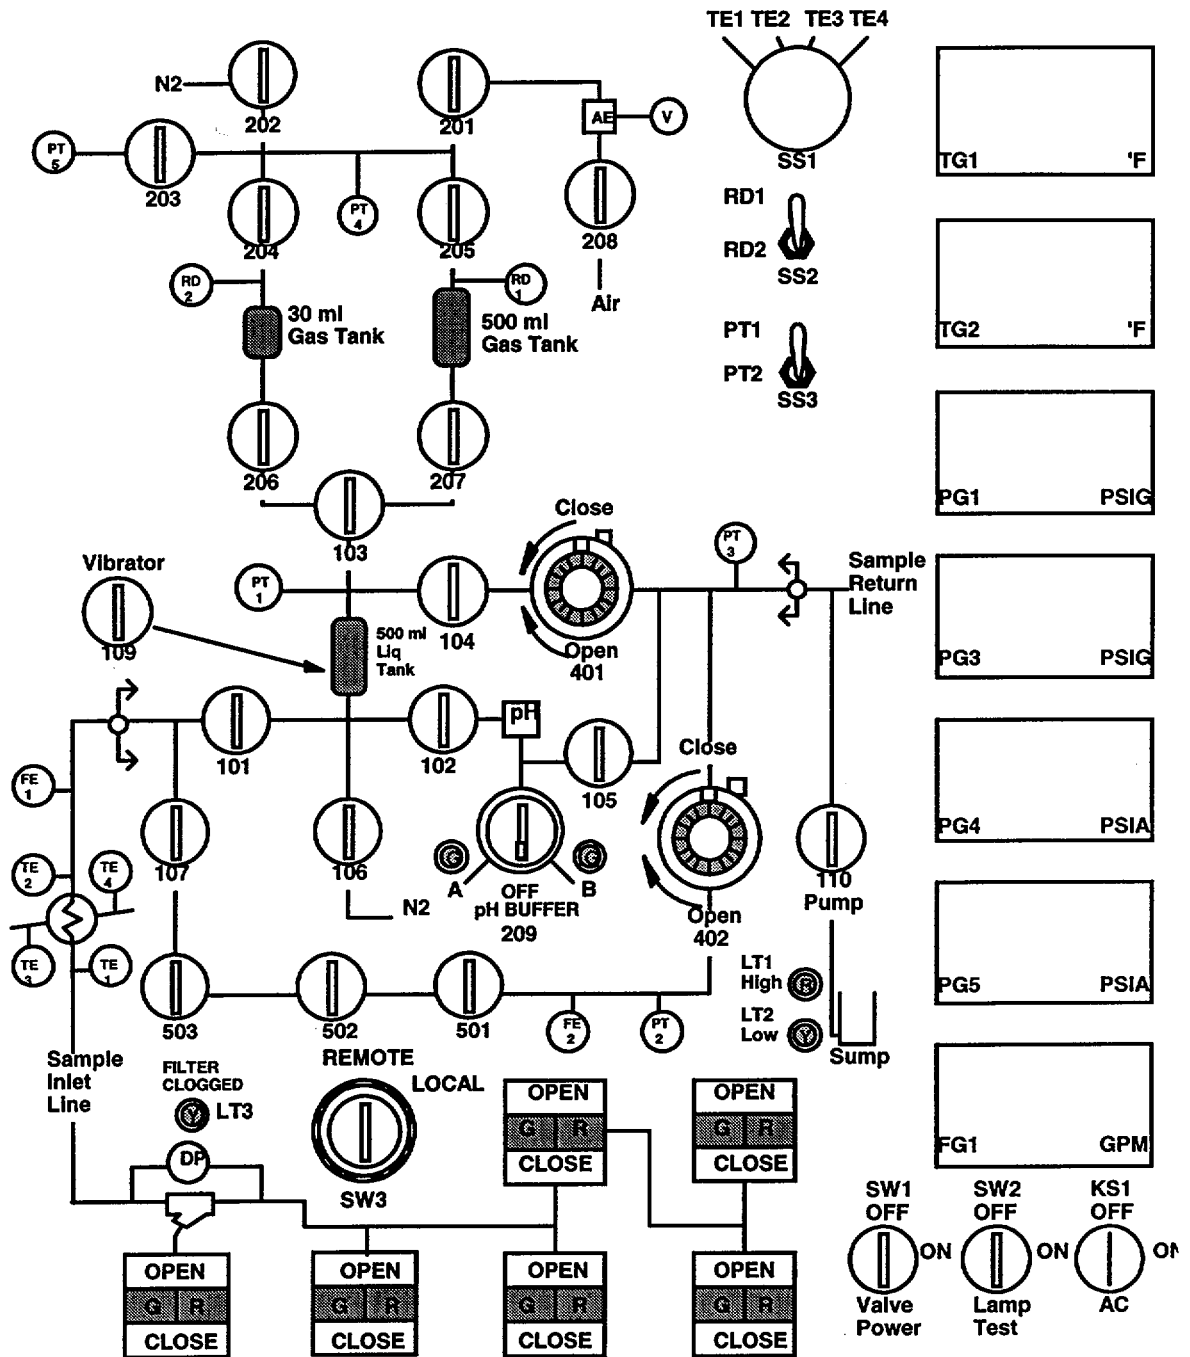 TE1 TE2 TE3 TE4
N2
202
201
AE
V
PT
5
203
PT
4
204
205
208
SS1
TG1 'F
RD1
RD2
SS2
RD
2
RD
1
Air
30 ml
Gas Tank
500 ml
Gas Tank
TG2 'F
PT1
PT2
SS3
206
207
PG1 PSIG
103
Close
PT
3
Sample
Return
Line
Vibrator
109
PT
1
104
Open
401
500 ml
Liq
Tank
PG3 PSIG
101
102
pH
105
Close
FE
1
107
106
N2
G
A
OFF
B
G
pH BUFFER
209
Open
402
110
Pump
PG4 PSIA
TE
2
TE
4
TE
3
TE
1
503
502
501
FE
2
PT
2
LT1
High
R
LT2
Low
Y
Sump
PG5 PSIA
Sample
Inlet
Line
FILTER
CLOGGED
Y
LT3
DP
REMOTE
LOCAL
SW3
OPEN
G R
CLOSE
OPEN
G R
CLOSE
FG1 GPM
OPEN
G R
CLOSE
OPEN
G R
CLOSE
OPEN
G R
CLOSE
OPEN
G R
CLOSE
SW1
OFF
ON
Valve
Power
SW2
OFF
ON
Lamp
Test
KS1
OFF
ON
AC